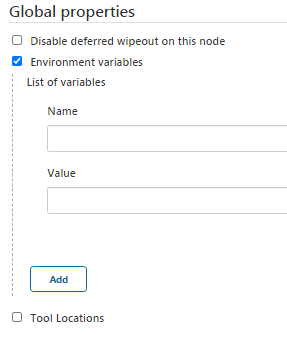 Global properties
Disable deferred wipeout on this node
Environment variables
List of variables
Name
Value
Add
Tool Locations